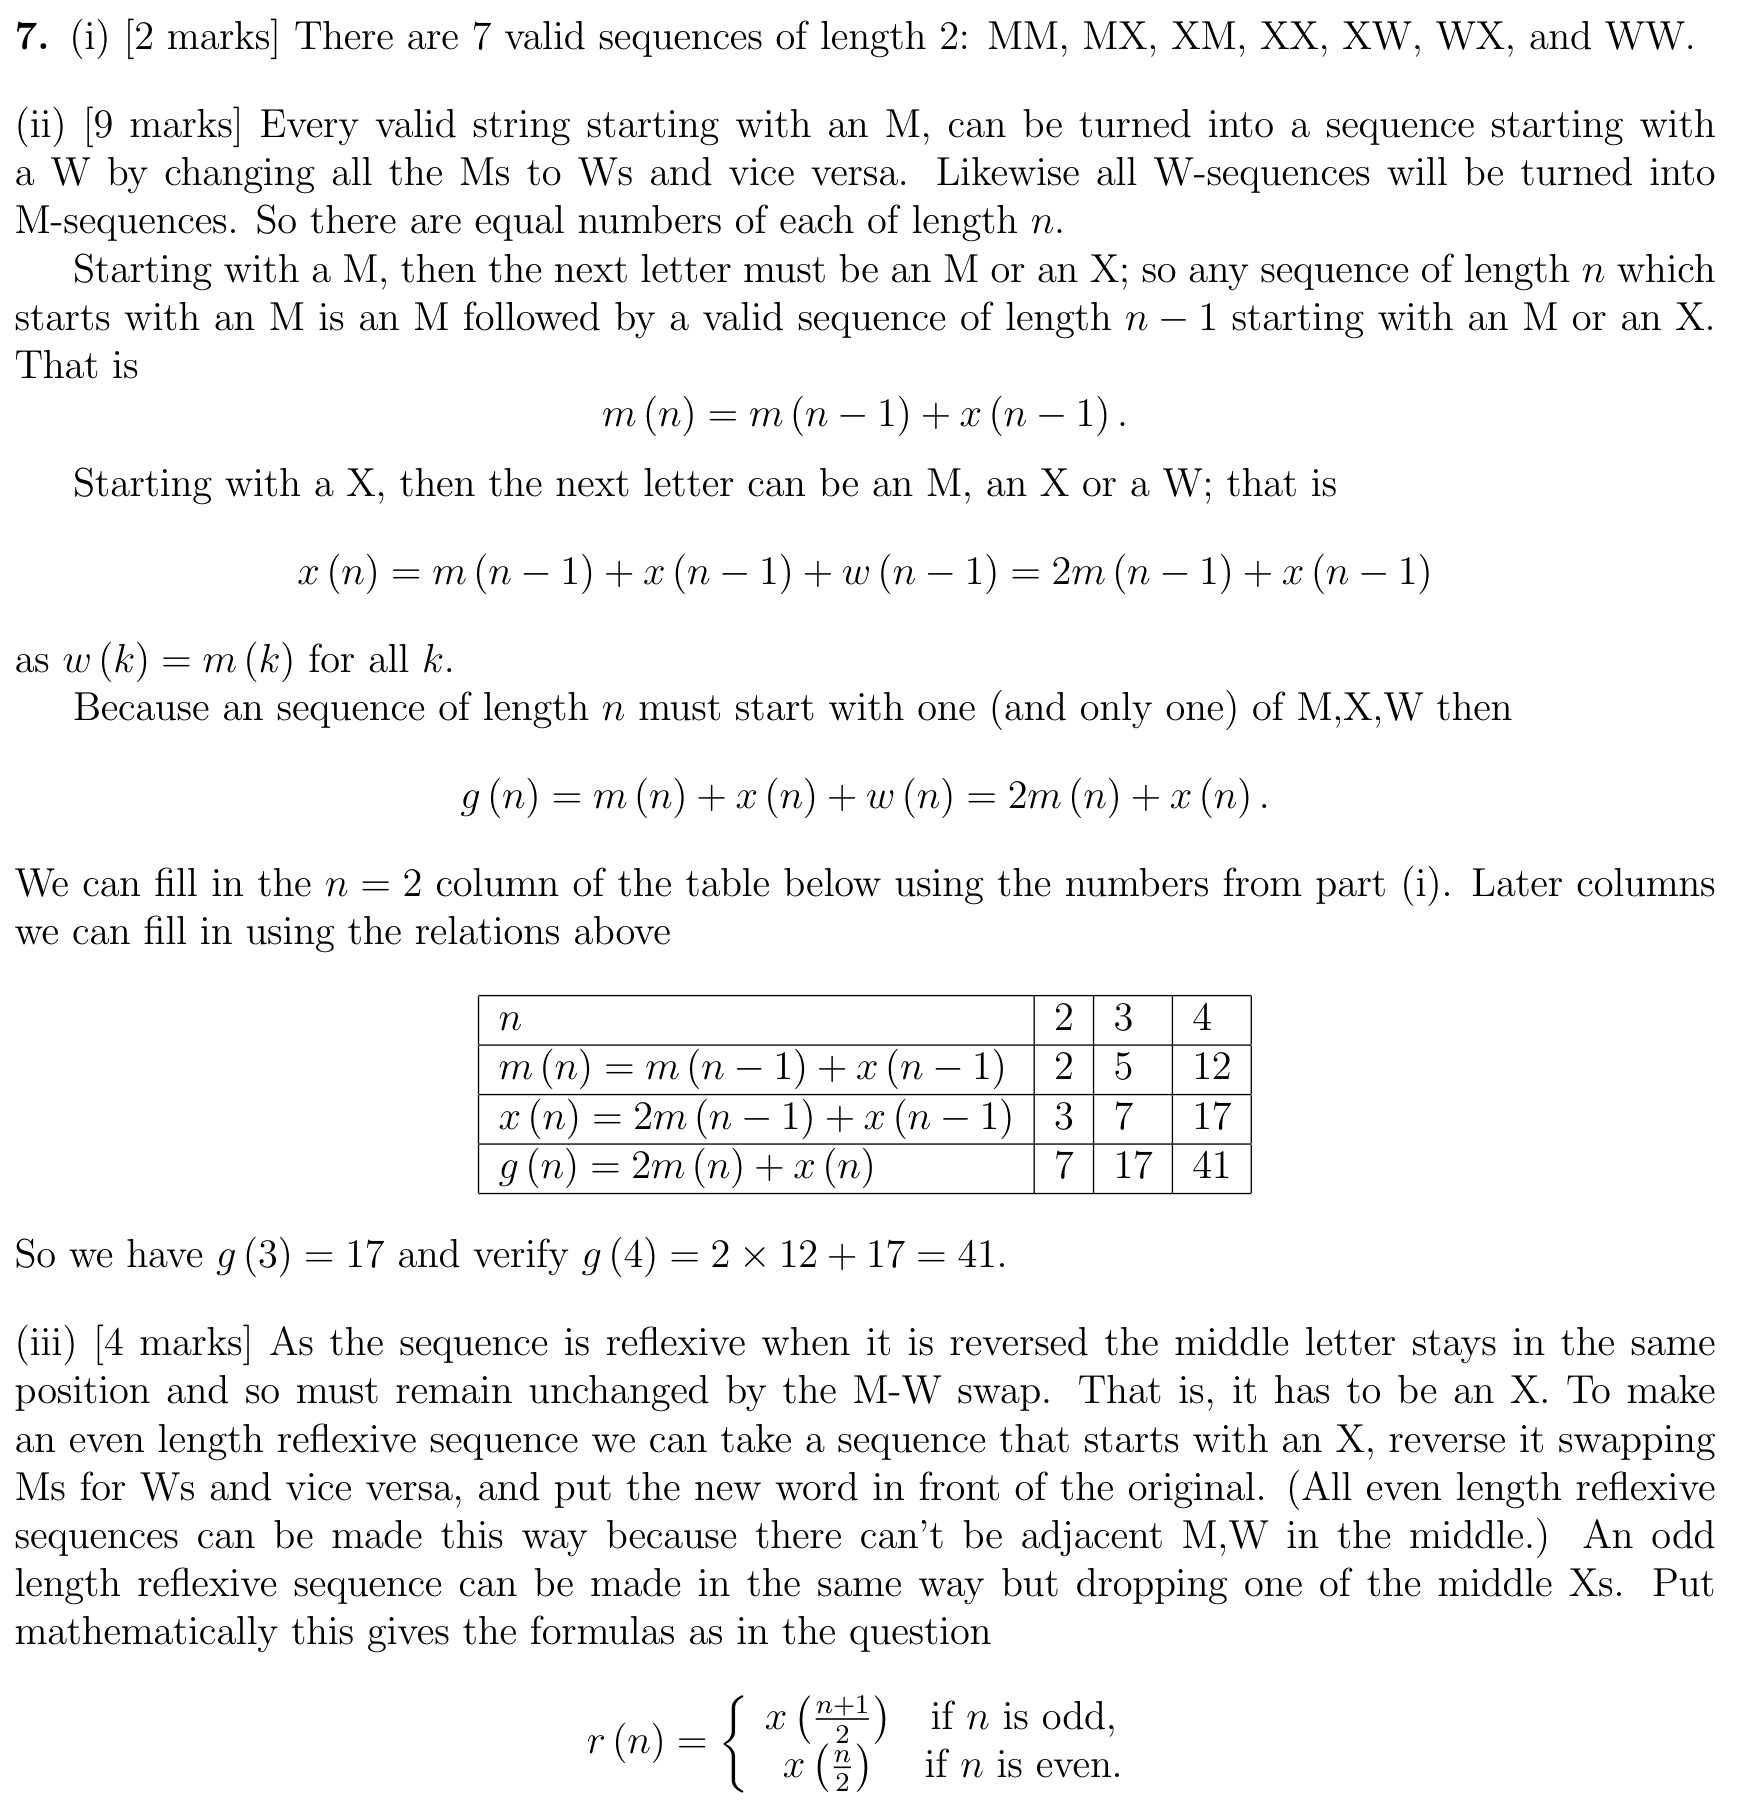 7. (i) [2 marks] There are 7 valid sequences of length 2: MM, MX, XM, XX, XW, WX, and WW.
(ii) [9 marks] Every valid string starting with an M, can be turned into a sequence starting with
a W by changing all the Ms to Ws and vice versa. Likewise all W-sequences will be turned into
M-sequences. So there are equal numbers of each of length n.
Starting with a M, then the next letter must be an M or an X; so any sequence of length n which
starts with an M is an M followed by a valid sequence of length n − 1 starting with an M or an X.
That is
m (n) = m (n − 1) + x (n − 1) .
Starting with a X, then the next letter can be an M, an X or a W; that is
x (n) = m (n − 1) + x (n − 1) + w (n − 1) = 2m (n − 1) + x (n − 1)
as w (k) = m (k) for all k.
Because an sequence of length n must start with one (and only one) of M,X,W then
g (n) = m (n) + x (n) + w (n) = 2m (n) + x (n) .
We can fill in the n = 2 column of the table below using the numbers from part (i). Later columns
we can fill in using the relations above
n 2 3 4
m (n) = m (n − 1) + x (n − 1) 2 5 12
x (n) = 2m (n − 1) + x (n − 1) 3 7 17
g (n) = 2m (n) + x (n) 7 17 41
So we have g (3) = 17 and verify g (4) = 2 × 12 + 17 = 41.
(iii) [4 marks] As the sequence is reflexive when it is reversed the middle letter stays in the same
position and so must remain unchanged by the M-W swap. That is, it has to be an X. To make
an even length reflexive sequence we can take a sequence that starts with an X, reverse it swapping
Ms for Ws and vice versa, and put the new word in front of the original. (All even length reflexive
sequences can be made this way because there can't be adjacent M,W in the middle.) An odd
length reflexive sequence can be made in the same way but dropping one of the middle Xs. Put
mathematically this gives the formulas as in the question
r (n) = { x ((n+1)/2) if n is odd,
x (n/2) if n is even.